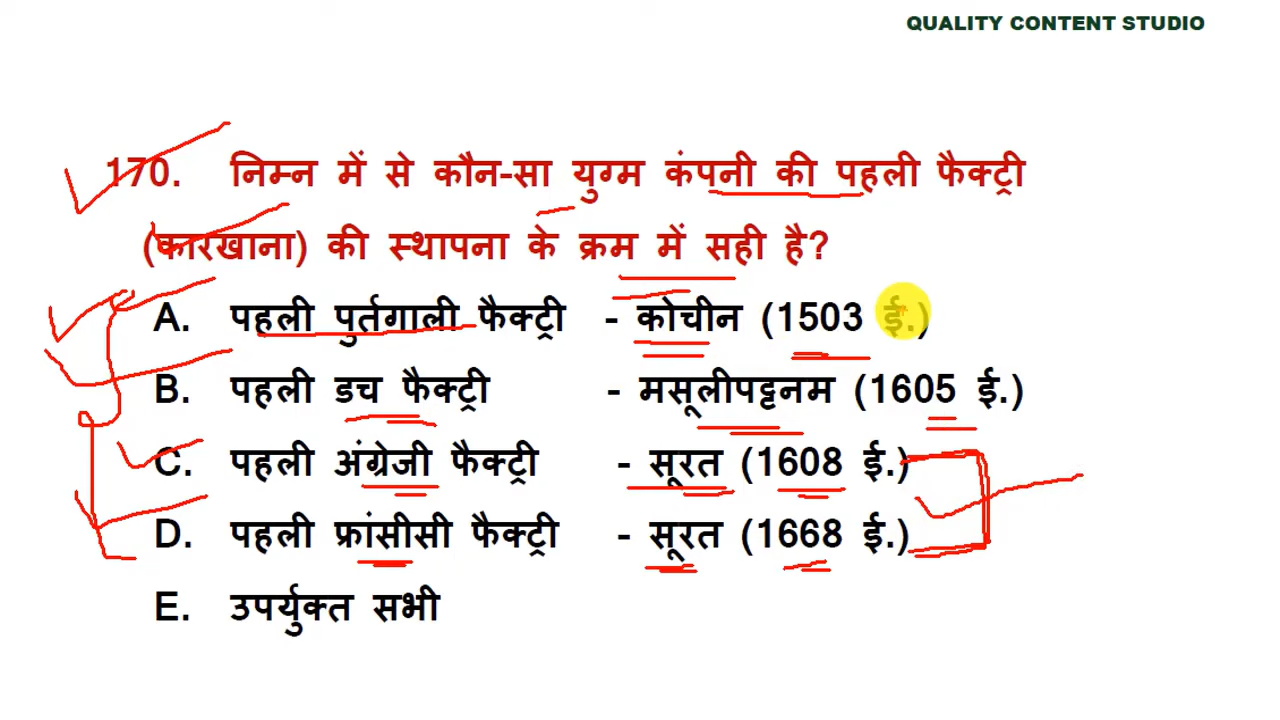 QUALITY CONTENT STUDIO
170. निम्न में से कौन-सा युग्म कंपनी की पहली फैक्ट्री
(कारखाना) की स्थापना के क्रम में सही है?
A. पहली पुर्तगाली फैक्ट्री - कोचीन (1503 ई.)
B. पहली डच फैक्ट्री - मसूलीपट्टनम (1605 ई.)
C. पहली अंग्रेजी फैक्ट्री - सूरत (1608 ई.)
D. पहली फ्रांसीसी फैक्ट्री - सूरत (1668 ई.)
E. उपर्युक्त सभी